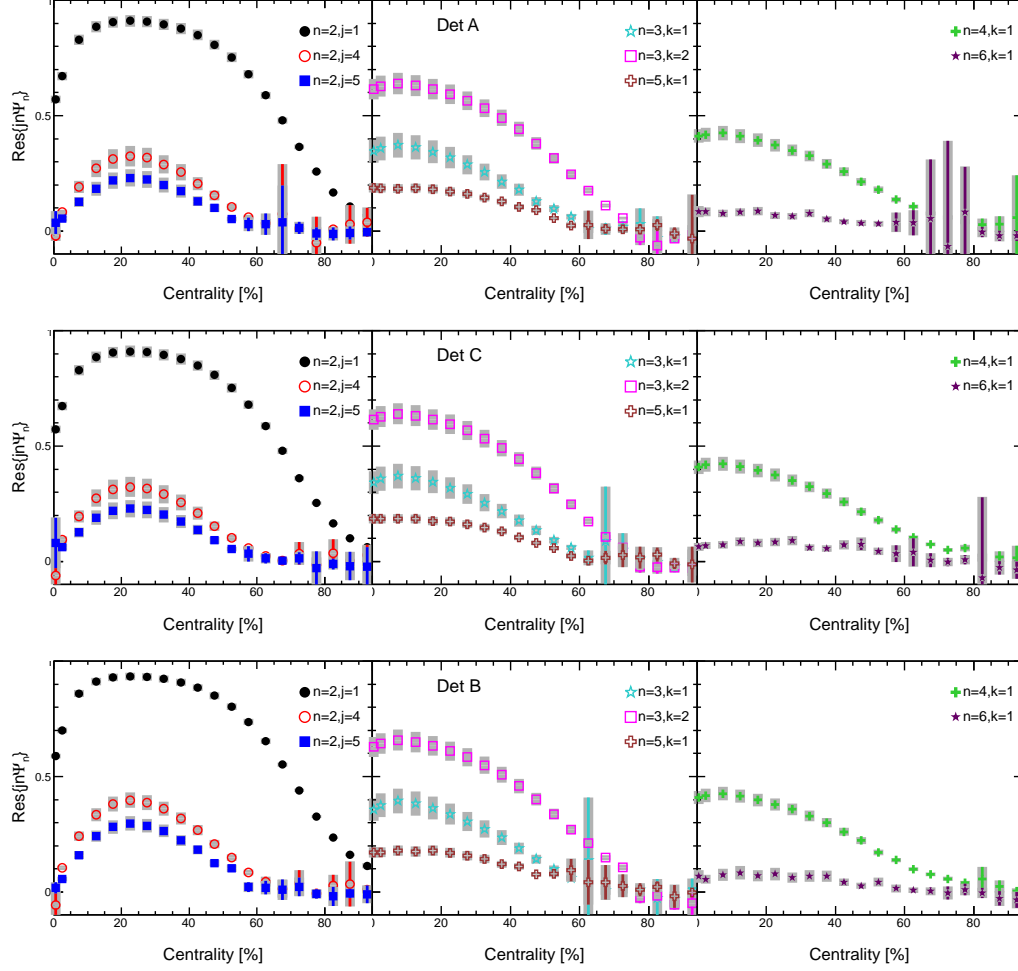 Det A
n=2,j=1
n=2,j=4
n=2,j=5
n=3,k=1
n=3,k=2
n=5,k=1
n=4,k=1
n=6,k=1
Res{jnΨn}
0.5
0
0 20 40 60 80
0 20 40 60 80
0 20 40 60 80
Centrality [%]
Centrality [%]
Centrality [%]
Det C
n=2,j=1
n=2,j=4
n=2,j=5
n=3,k=1
n=3,k=2
n=5,k=1
n=4,k=1
n=6,k=1
Res{jnΨn}
0.5
0
0 20 40 60 80
0 20 40 60 80
0 20 40 60 80
Centrality [%]
Centrality [%]
Centrality [%]
Det B
n=2,j=1
n=2,j=4
n=2,j=5
n=3,k=1
n=3,k=2
n=5,k=1
n=4,k=1
n=6,k=1
Res{jnΨn}
0.5
0
0 20 40 60 80
0 20 40 60 80
0 20 40 60 80
Centrality [%]
Centrality [%]
Centrality [%]